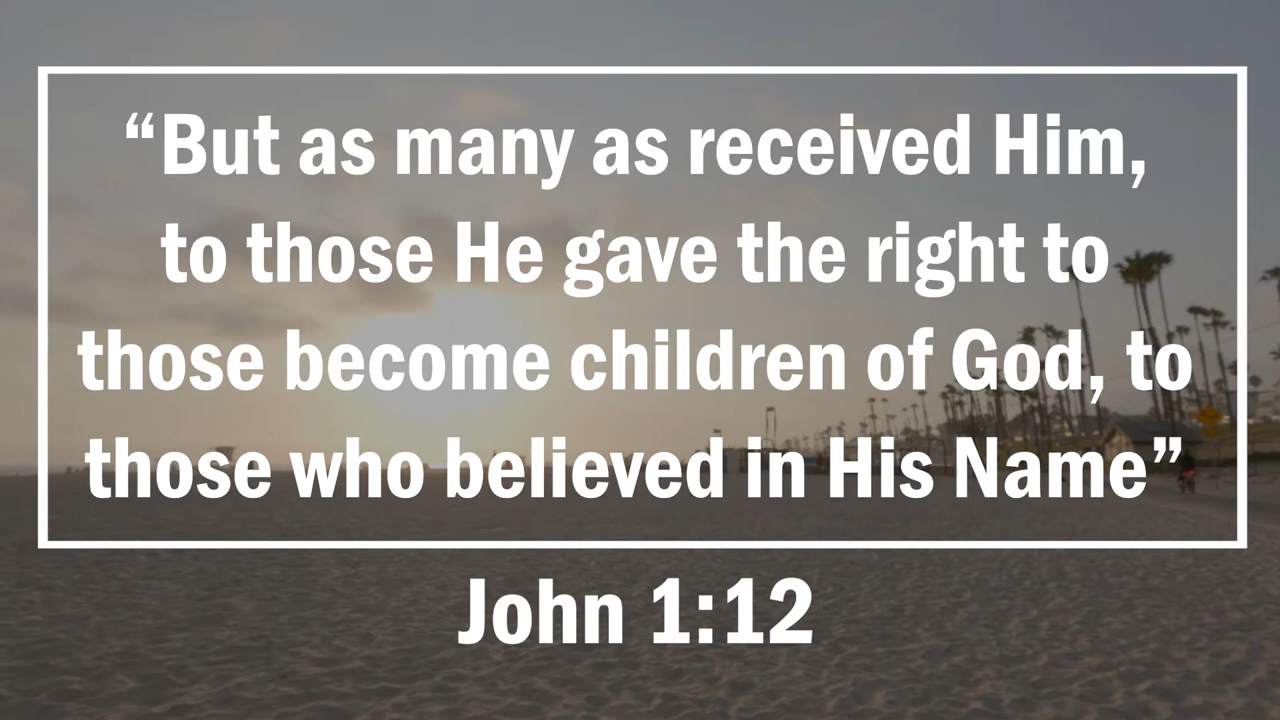 “But as many as received Him,
to those He gave the right to
those become children of God, to
those who believed in His Name”
John 1:12